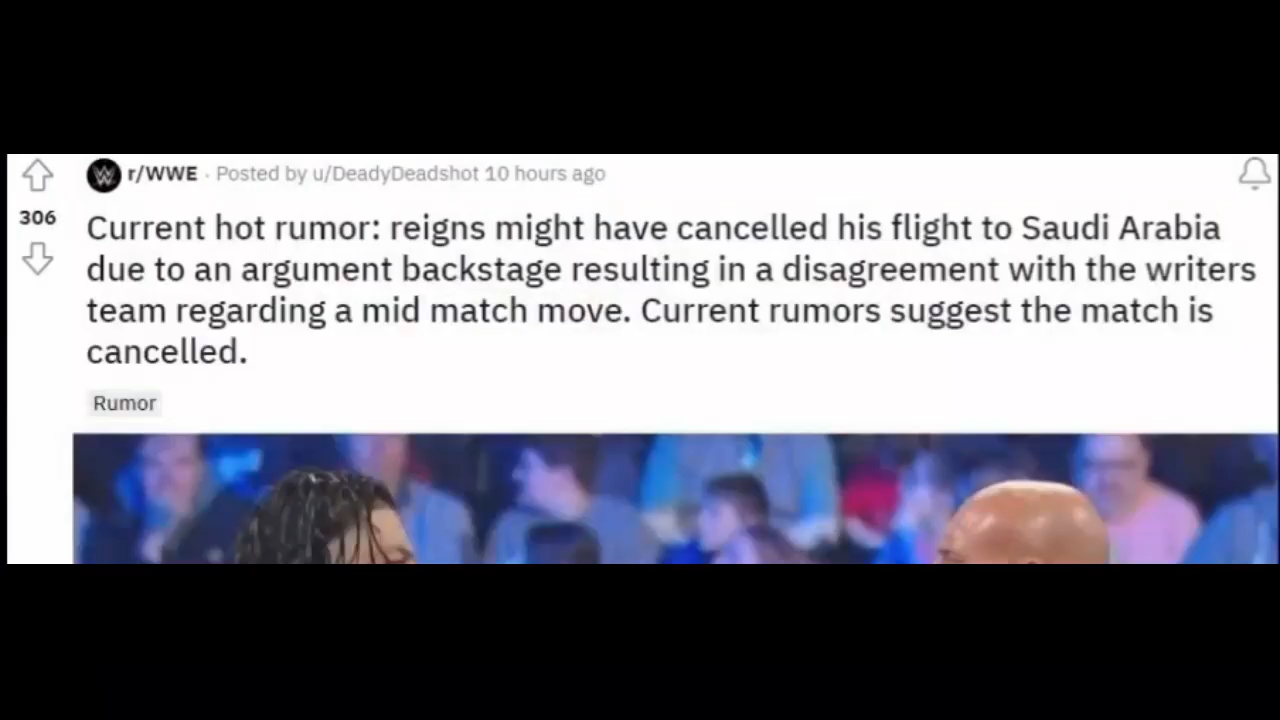 r/WWE · Posted by u/DeadyDeadshot 10 hours ago
306
Current hot rumor: reigns might have cancelled his flight to Saudi Arabia
due to an argument backstage resulting in a disagreement with the writers
team regarding a mid match move. Current rumors suggest the match is
cancelled.
Rumor